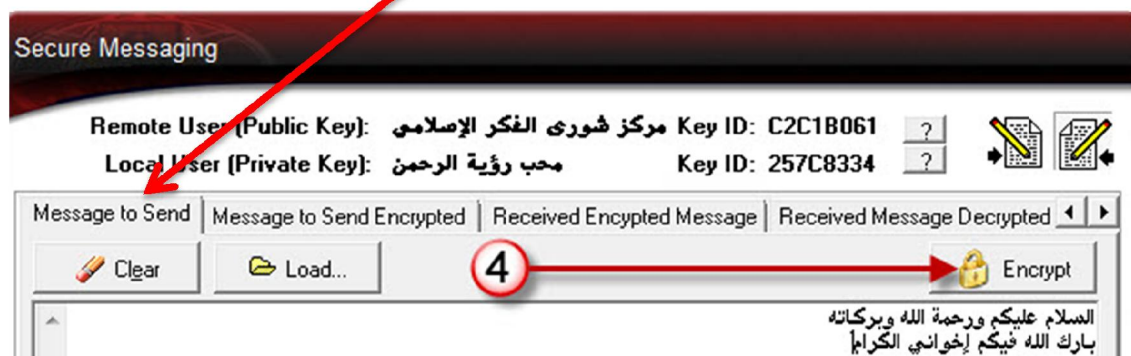 Secure Messaging
Remote User (Public Key): مركز شورى الفكر الإسلامي Key ID: C2C1B061 ?
Local User (Private Key): محب رؤية الرحمن Key ID: 257C8334 ?
Message to Send Message to Send Encrypted Received Encypted Message Received Message Decrypted
Clear Load... 4 Encrypt
السلام عليكم ورحمة الله وبركاته
بارك الله فيكم إخواني الكرام